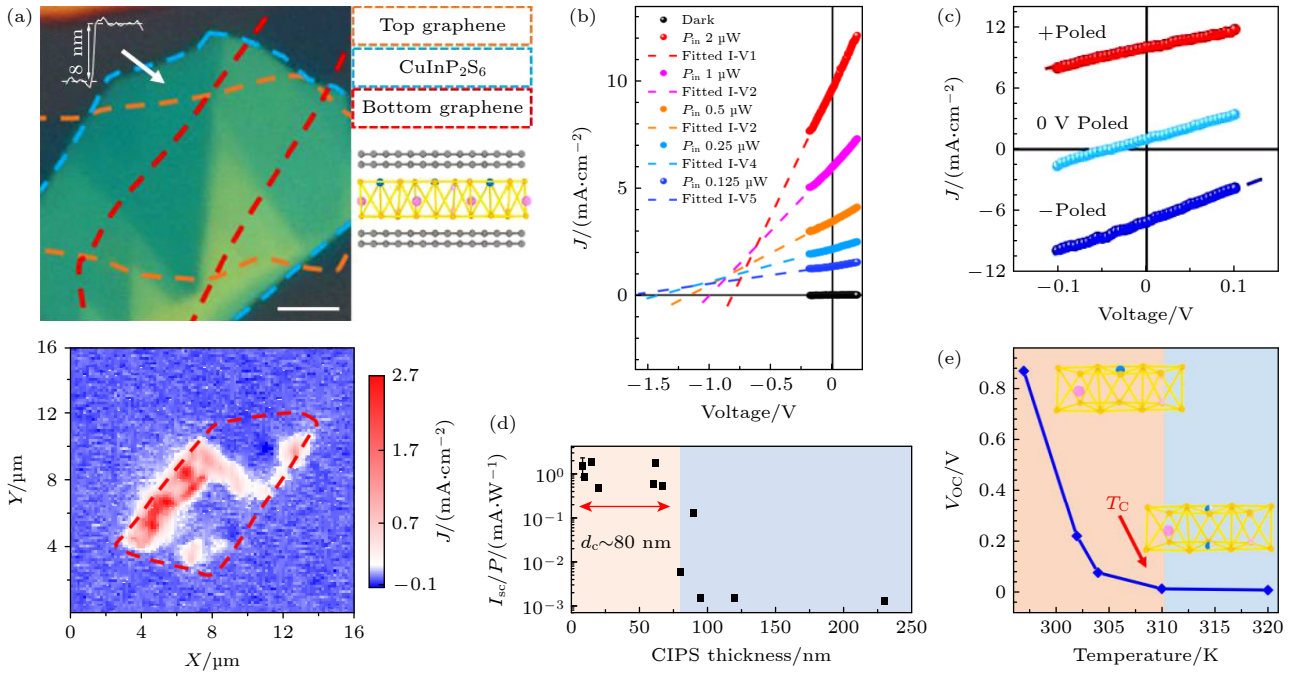 (a)
8 nm
Top graphene
CuInP₂S₆
Bottom graphene
16
12
8
4
0
4
8
12
16
Y/μm
X/μm
2.7
1.7
0.7
−0.1
J/(mA·cm−2)
(b)
Dark
Pin 2 μW
Fitted I-V1
Pin 1 μW
Fitted I-V2
Pin 0.5 μW
Fitted I-V2
Pin 0.25 μW
Fitted I-V4
Pin 0.125 μW
Fitted I-V5
10
5
0
J/(mA·cm−2)
−1.5
−1.0
−0.5
0
Voltage/V
(c)
12
6
0
−6
−12
J/(mA·cm−2)
+Poled
0 V Poled
−Poled
−0.1
0
0.1
Voltage/V
(d)
10⁰
10−1
10−2
10−3
Isc/P/(mA·W−1)
dc~80 nm
0
50
100
150
200
250
CIPS thickness/nm
(e)
0.8
0.6
0.4
0.2
0
VOC/V
TC
300
305
310
315
320
Temperature/K